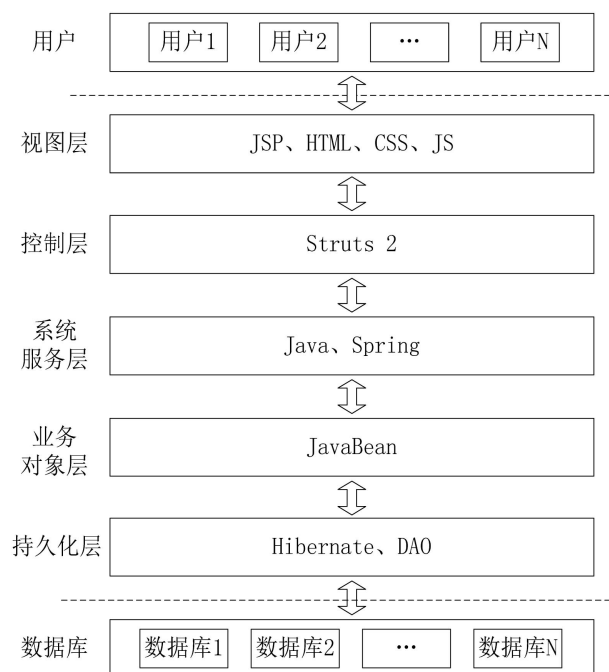 用户 用户1 用户2 … 用户N
视图层 JSP、HTML、CSS、JS
控制层 Struts 2
系统
服务层 Java、Spring
业务
对象层 JavaBean
持久化层 Hibernate、DAO
数据库 数据库1 数据库2 … 数据库N